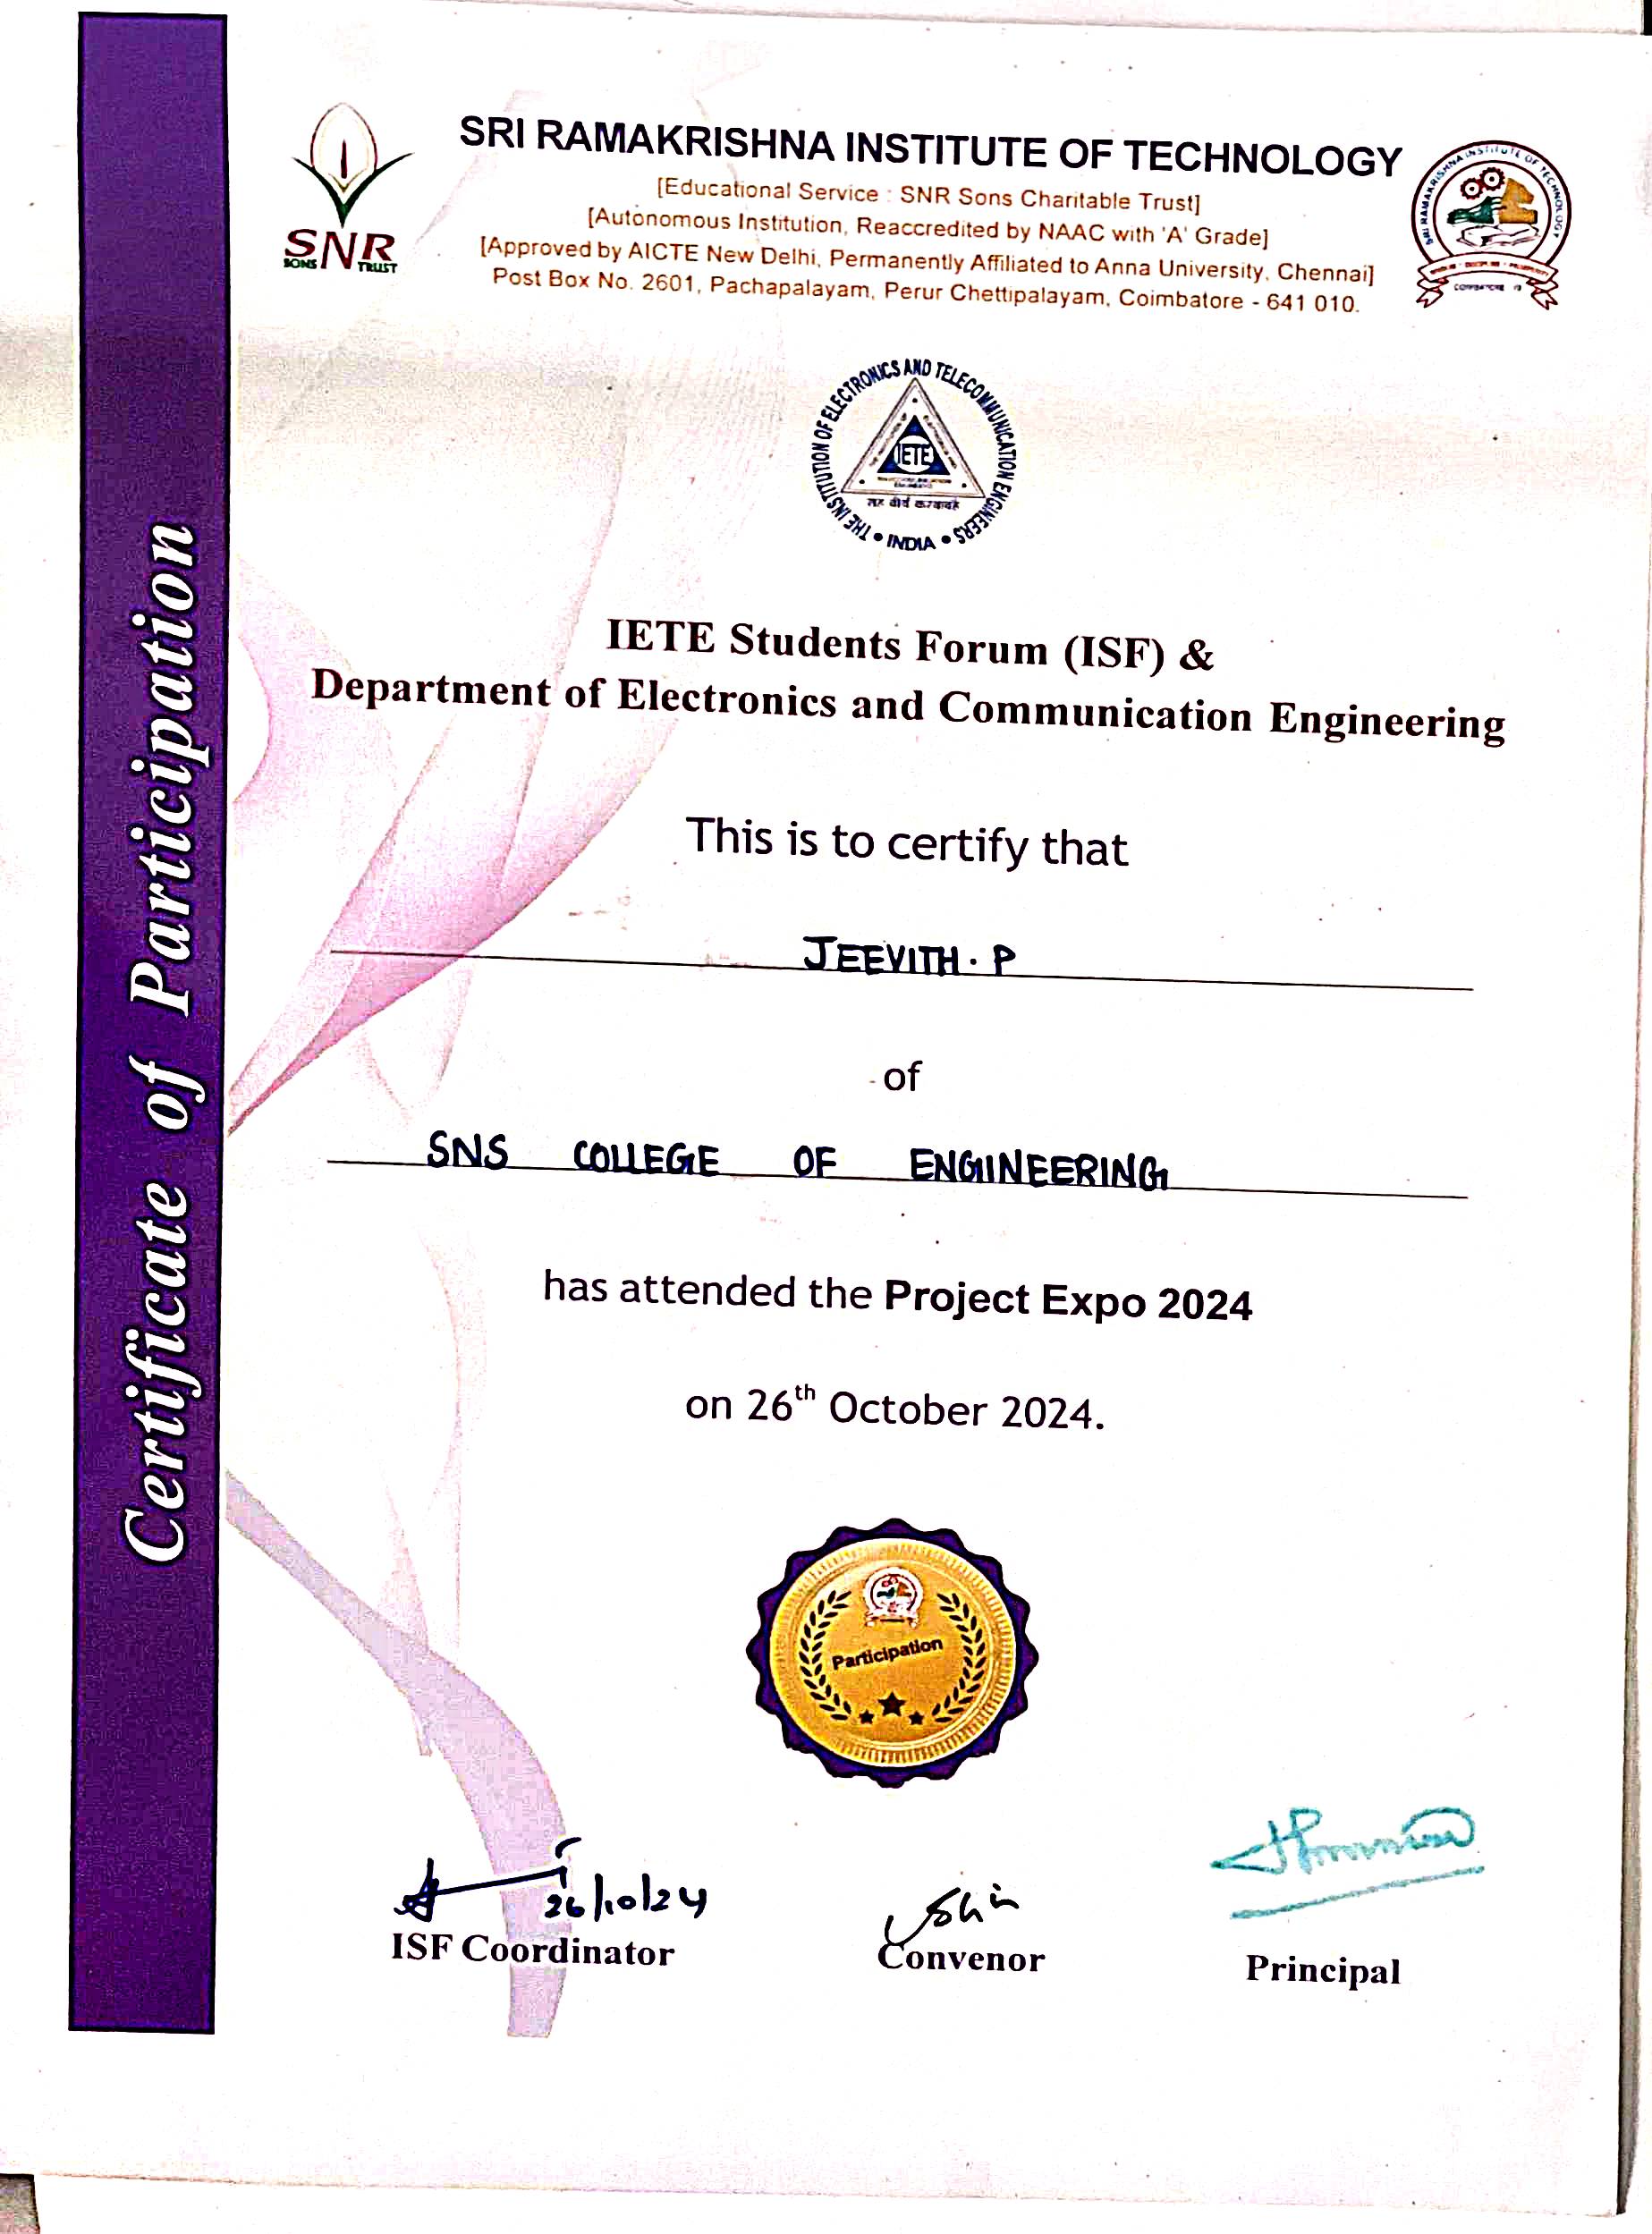 SRI RAMAKRISHNA INSTITUTE OF TECHNOLOGY
[Educational Service : SNR Sons Charitable Trust]
[Autonomous Institution, Reaccredited by NAAC with 'A' Grade]
[Approved by AICTE New Delhi, Permanently Affiliated to Anna University, Chennai]
Post Box No. 2601, Pachapalayam, Perur Chettipalayam, Coimbatore - 641 010.
SNR
SONS TRUST
SRI RAMAKRISHNA INSTITUTE OF TECHNOLOGY
COIMBATORE
THE INSTITUTION OF ELECTRONICS AND TELECOMMUNICATION ENGINEERS
IETE
• INDIA •
IETE Students Forum (ISF) &
Department of Electronics and Communication Engineering
This is to certify that
JEEVITH. P
of
SNS COLLEGE OF ENGINEERING
has attended the Project Expo 2024
on 26th October 2024.
Participation
26/10/24
ISF Coordinator
Convenor
Principal
Certificate of Participation